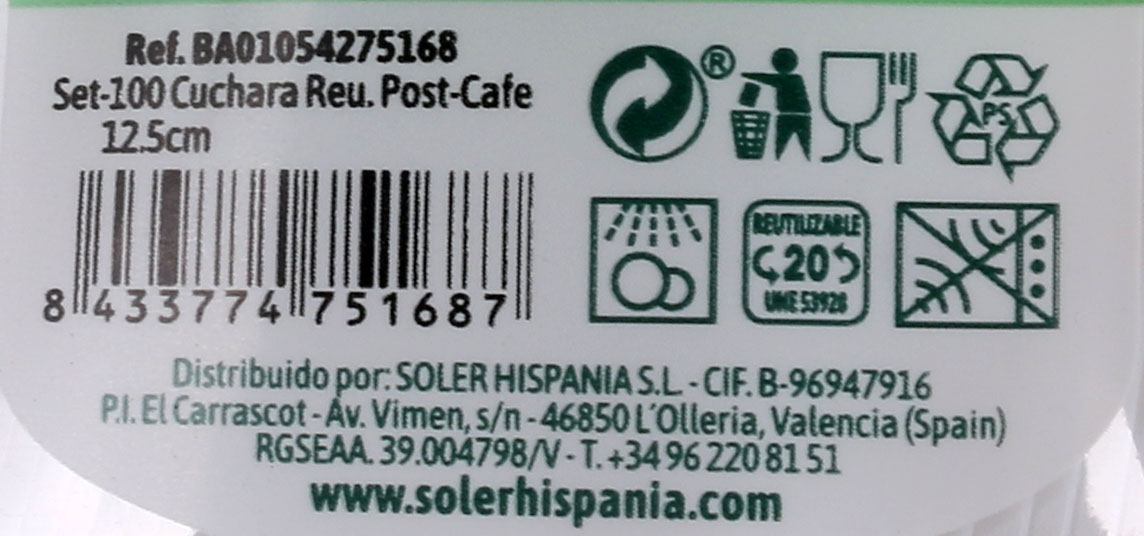 Ref. BA01054275168
Set-100 Cuchara Reu. Post-Cafe
12.5cm
8 433774 751687
®
PS
REUTILIZABLE
20
UNE 53928
Distribuido por: SOLER HISPANIA S.L. - CIF. B-96947916
P.I. El Carrascot - Av. Vimen, s/n - 46850 L'Olleria, Valencia (Spain)
RGSEAA. 39.004798/V - T. +34 96 220 81 51
www.solerhispania.com